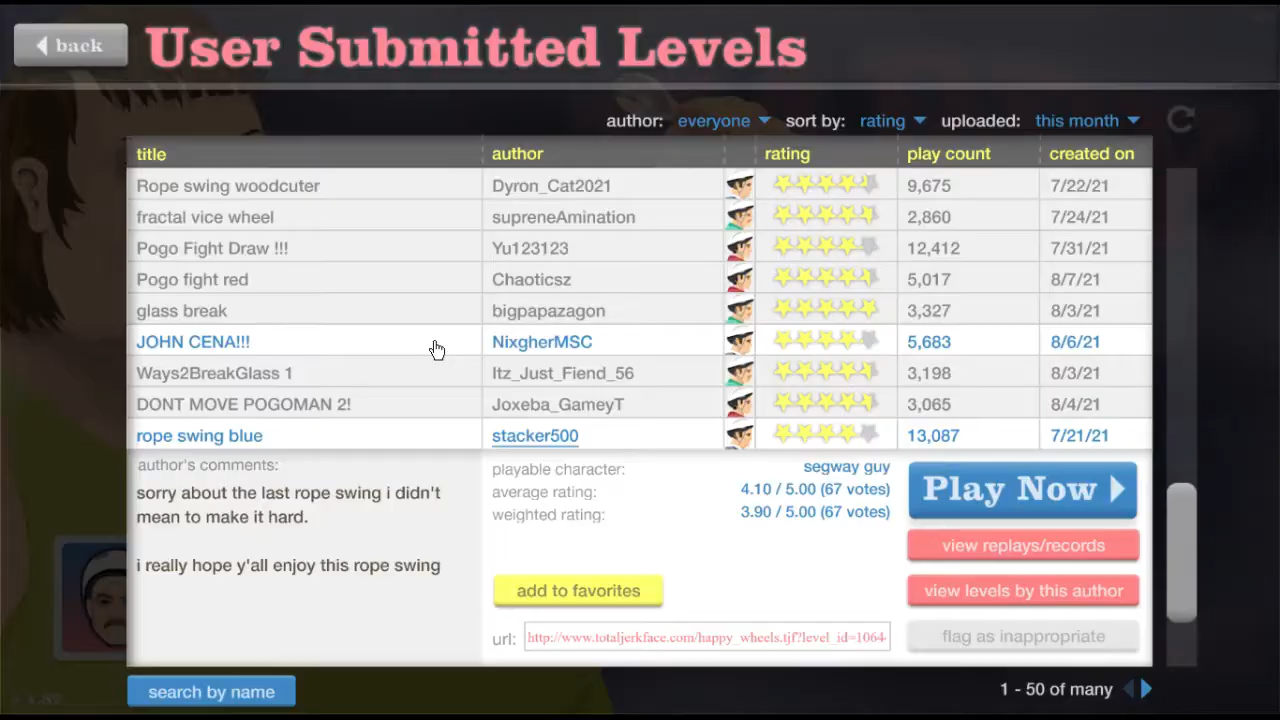 back
User Submitted Levels
author: everyone sort by: rating uploaded: this month
title author rating play count created on
Rope swing woodcuter Dyron_Cat2021 9,675 7/22/21
fractal vice wheel supreneAmination 2,860 7/24/21
Pogo Fight Draw !!! Yu123123 12,412 7/31/21
Pogo fight red Chaoticsz 5,017 8/7/21
glass break bigpapazagon 3,327 8/3/21
JOHN CENA!!! NixgherMSC 5,683 8/6/21
Ways2BreakGlass 1 Itz_Just_Fiend_56 3,198 8/3/21
DONT MOVE POGOMAN 2! Joxeba_GameyT 3,065 8/4/21
rope swing blue stacker500 13,087 7/21/21
author's comments:
sorry about the last rope swing i didn't
mean to make it hard.
i really hope y'all enjoy this rope swing
playable character: segway guy
average rating: 4.10 / 5.00 (67 votes)
weighted rating: 3.90 / 5.00 (67 votes)
add to favorites
url: http://www.totaljerkface.com/happy_wheels.tjf?level_id=1064
Play Now
view replays/records
view levels by this author
flag as inappropriate
search by name
1 - 50 of many